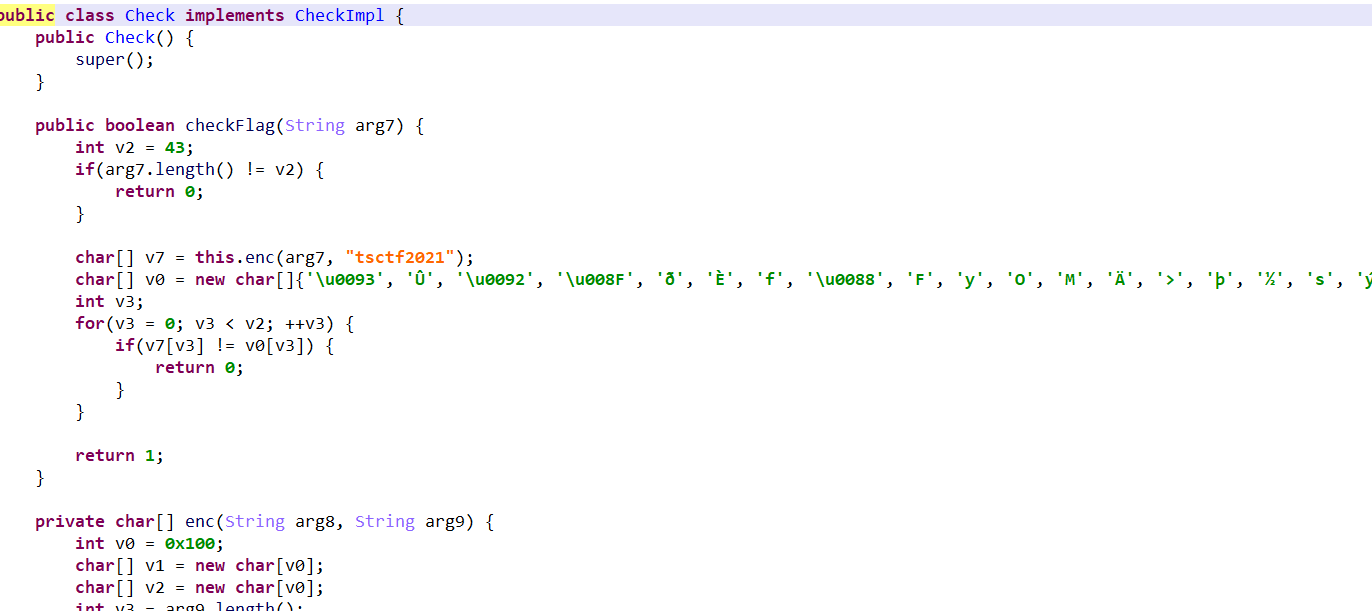 public class Check implements CheckImpl {
    public Check() {
        super();
    }

    public boolean checkFlag(String arg7) {
        int v2 = 43;
        if(arg7.length() != v2) {
            return 0;
        }

        char[] v7 = this.enc(arg7, "tsctf2021");
        char[] v0 = new char[]{'\u0093', 'Û', '\u0092', '\u008F', 'ð', 'È', 'f', '\u0088', 'F', 'y', 'O', 'M', 'Ä', '>', 'þ', '½', 's', 'ý
        int v3;
        for(v3 = 0; v3 < v2; ++v3) {
            if(v7[v3] != v0[v3]) {
                return 0;
            }
        }

        return 1;
    }

    private char[] enc(String arg8, String arg9) {
        int v0 = 0x100;
        char[] v1 = new char[v0];
        char[] v2 = new char[v0];
        int v3 = arg9.length();